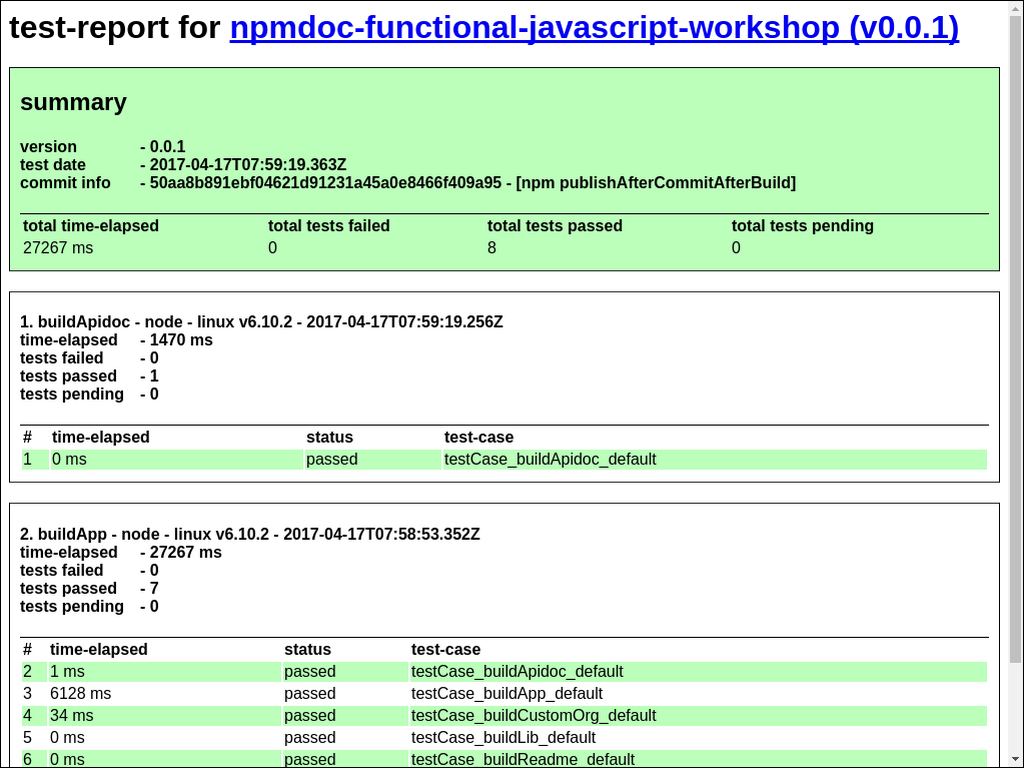 test-report for npmdoc-functional-javascript-workshop (v0.0.1)
summary
version - 0.0.1
test date - 2017-04-17T07:59:19.363Z
commit info - 50aa8b891ebf04621d91231a45a0e8466f409a95 - [npm publishAfterCommitAfterBuild]
total time-elapsed total tests failed total tests passed total tests pending
27267 ms 0 8 0
1. buildApidoc - node - linux v6.10.2 - 2017-04-17T07:59:19.256Z
time-elapsed - 1470 ms
tests failed - 0
tests passed - 1
tests pending - 0
# time-elapsed status test-case
1 0 ms passed testCase_buildApidoc_default
2. buildApp - node - linux v6.10.2 - 2017-04-17T07:58:53.352Z
time-elapsed - 27267 ms
tests failed - 0
tests passed - 7
tests pending - 0
# time-elapsed status test-case
2 1 ms passed testCase_buildApidoc_default
3 6128 ms passed testCase_buildApp_default
4 34 ms passed testCase_buildCustomOrg_default
5 0 ms passed testCase_buildLib_default
6 0 ms passed testCase_buildReadme_default